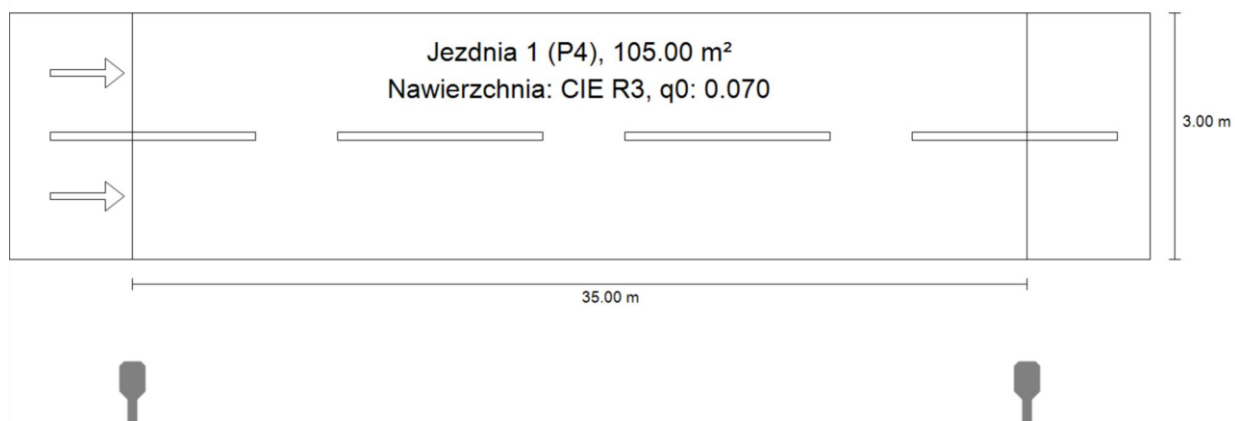 Jezdnia 1 (P4), 105.00 m²
Nawierzchnia: CIE R3, q0: 0.070
3.00 m
35.00 m